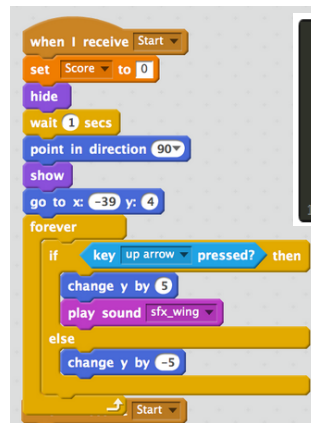 when I receive Start
set Score to 0
hide
wait 1 secs
point in direction 90
show
go to x: -39 y: 4
forever
if key up arrow pressed? then
change y by 5
play sound sfx_wing
else
change y by -5
Start